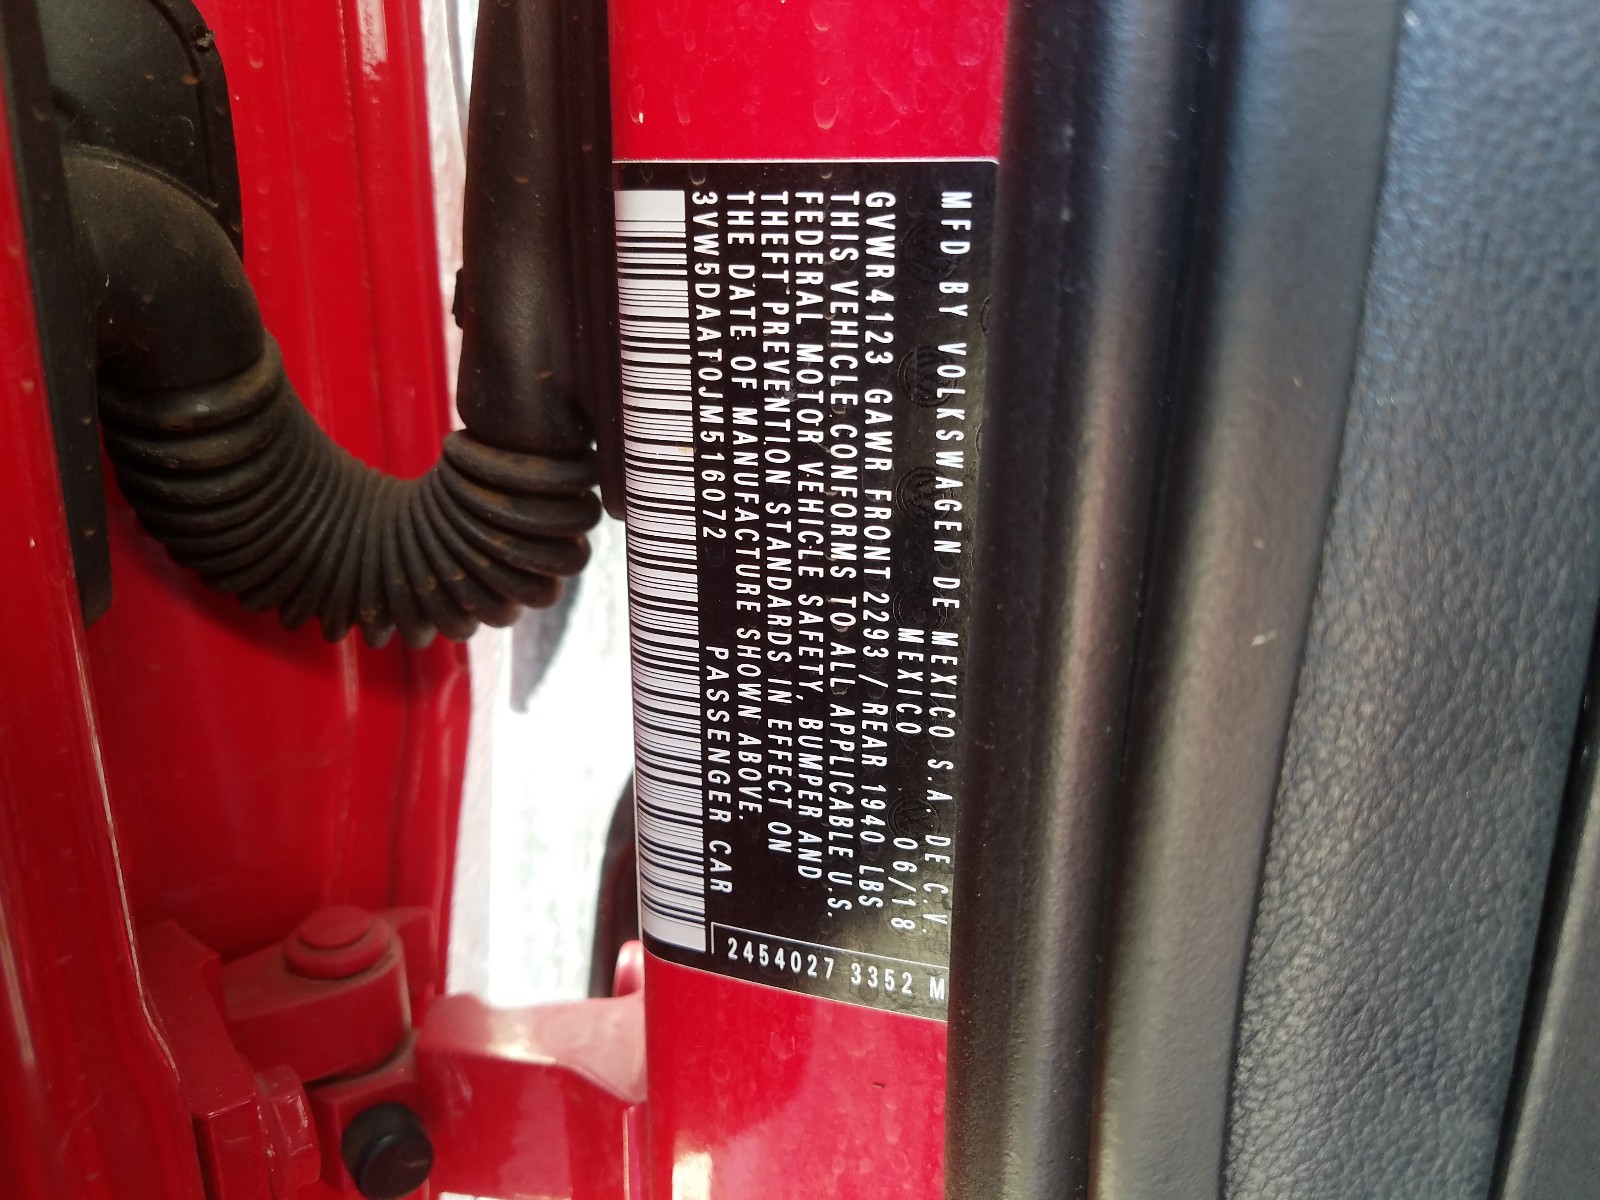 MFD BY VOLKSWAGEN DE MEXICO S.A. DE C.V.
MEXICO 06/18
GVWR 4123 GAWR FRONT 2293 / REAR 1940 LBS
THIS VEHICLE CONFORMS TO ALL APPLICABLE U.S.
FEDERAL MOTOR VEHICLE SAFETY, BUMPER AND
THEFT PREVENTION STANDARDS IN EFFECT ON
THE DATE OF MANUFACTURE SHOWN ABOVE.
3VW5DAAT0JM516072 PASSENGER CAR
2454027 3352 M